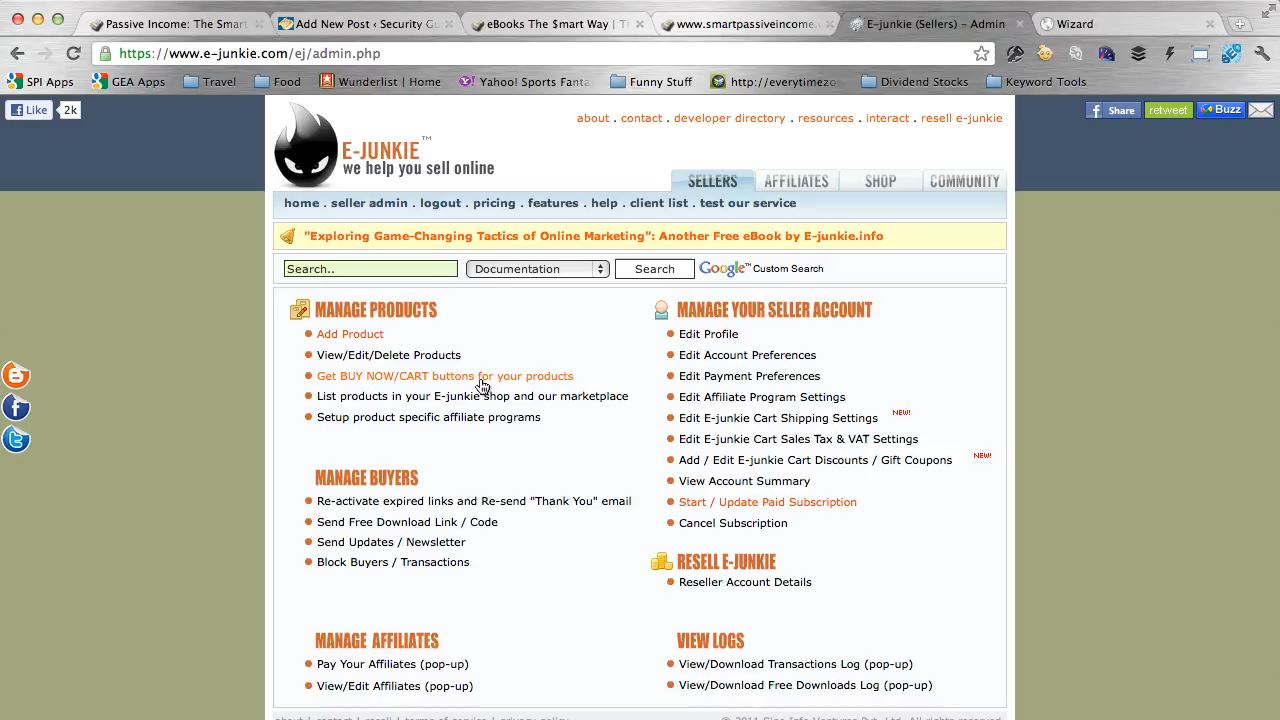 Passive Income: The Smart
Add New Post ‹ Security Gu
eBooks The $mart Way | T
www.smartpassiveincome.
E-junkie (Sellers) – Admin
Wizard
https://www.e-junkie.com/ej/admin.php
SPI Apps
GEA Apps
Travel
Food
Wunderlist | Home
Yahoo! Sports Fanta
Funny Stuff
http://everytimezo
Dividend Stocks
Keyword Tools
Like 2k
Share
retweet
Buzz
about . contact . developer directory . resources . interact . resell e-junkie
E-JUNKIE™
we help you sell online
SELLERS AFFILIATES SHOP COMMUNITY
home . seller admin . logout . pricing . features . help . client list . test our service
"Exploring Game-Changing Tactics of Online Marketing": Another Free eBook by E-junkie.info
Search.. Documentation Search Google™ Custom Search
MANAGE PRODUCTS
Add Product
View/Edit/Delete Products
Get BUY NOW/CART buttons for your products
List products in your E-junkie shop and our marketplace
Setup product specific affiliate programs
MANAGE BUYERS
Re-activate expired links and Re-send "Thank You" email
Send Free Download Link / Code
Send Updates / Newsletter
Block Buyers / Transactions
MANAGE AFFILIATES
Pay Your Affiliates (pop-up)
View/Edit Affiliates (pop-up)
MANAGE YOUR SELLER ACCOUNT
Edit Profile
Edit Account Preferences
Edit Payment Preferences
Edit Affiliate Program Settings
Edit E-junkie Cart Shipping Settings NEW!
Edit E-junkie Cart Sales Tax & VAT Settings
Add / Edit E-junkie Cart Discounts / Gift Coupons NEW!
View Account Summary
Start / Update Paid Subscription
Cancel Subscription
RESELL E-JUNKIE
Reseller Account Details
VIEW LOGS
View/Download Transactions Log (pop-up)
View/Download Free Downloads Log (pop-up)